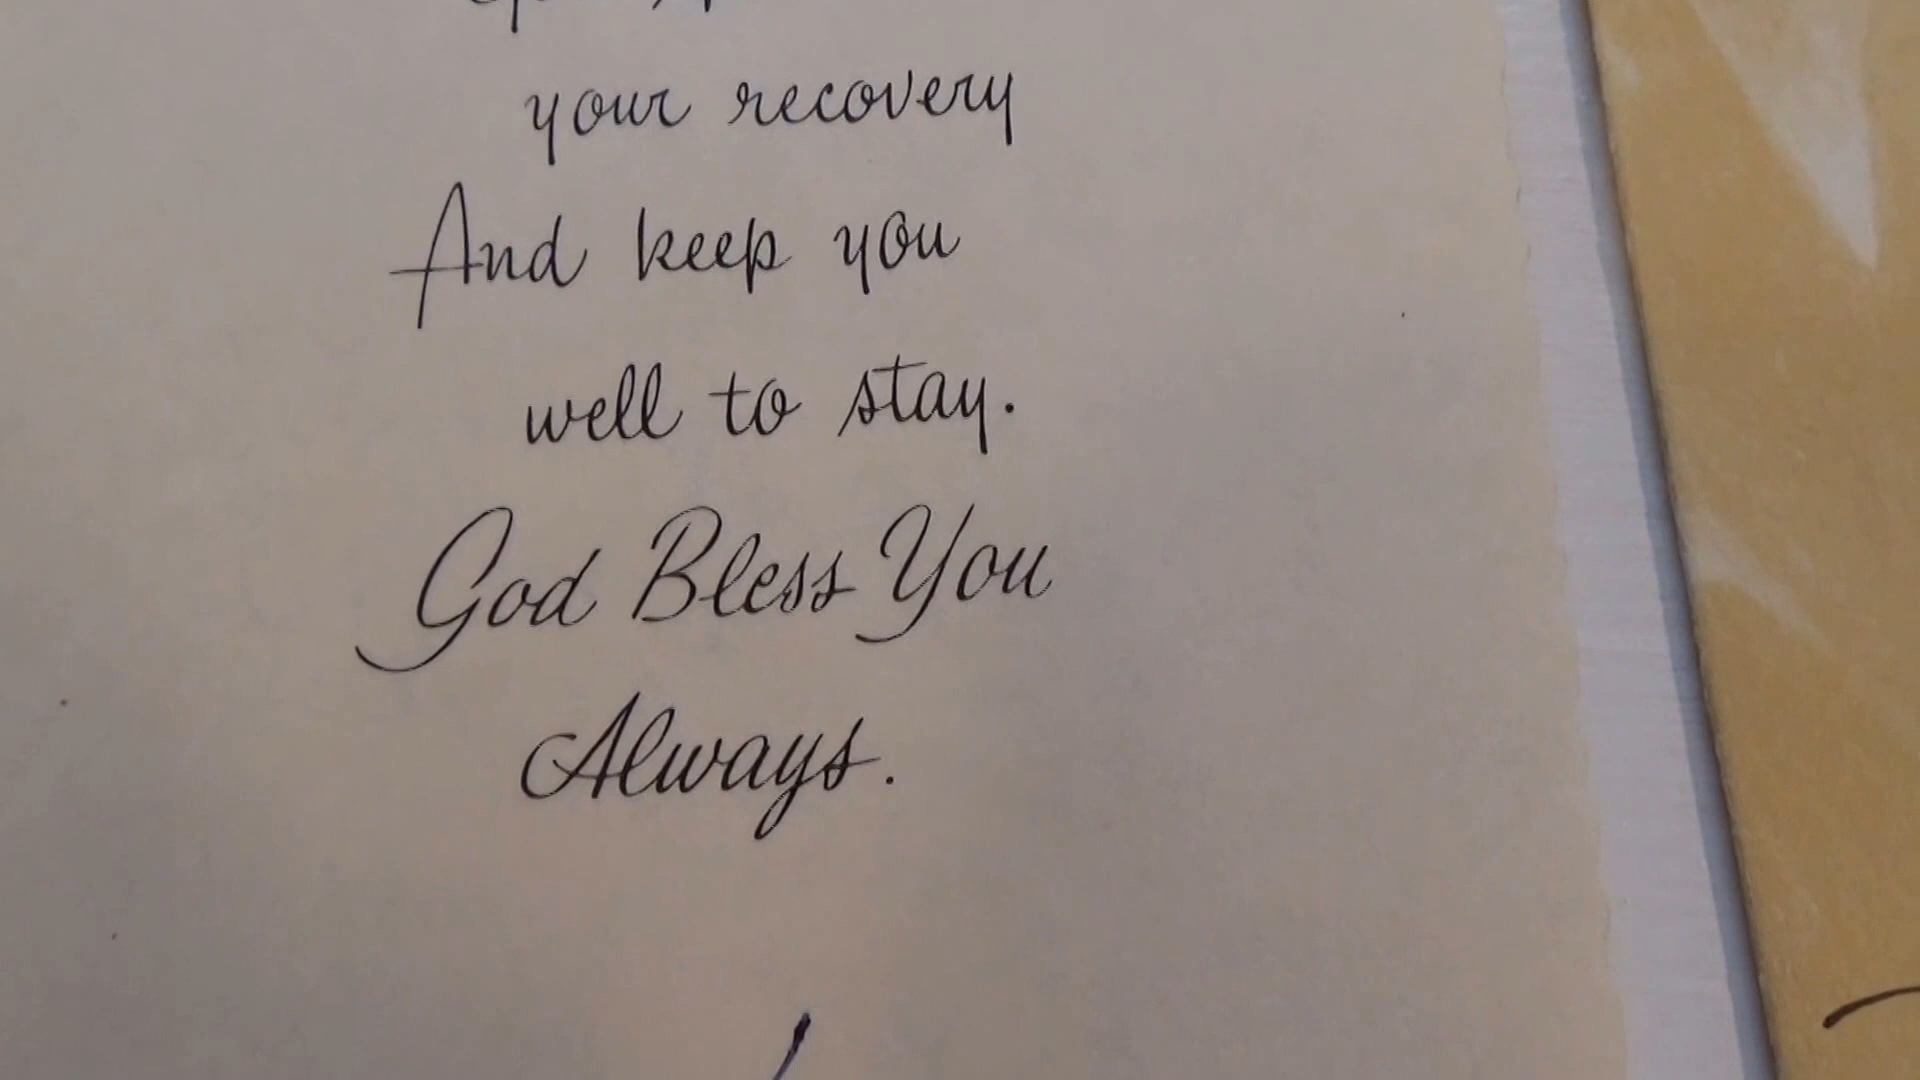 your recovery
And keep you
well to stay.
God Bless You
Always.